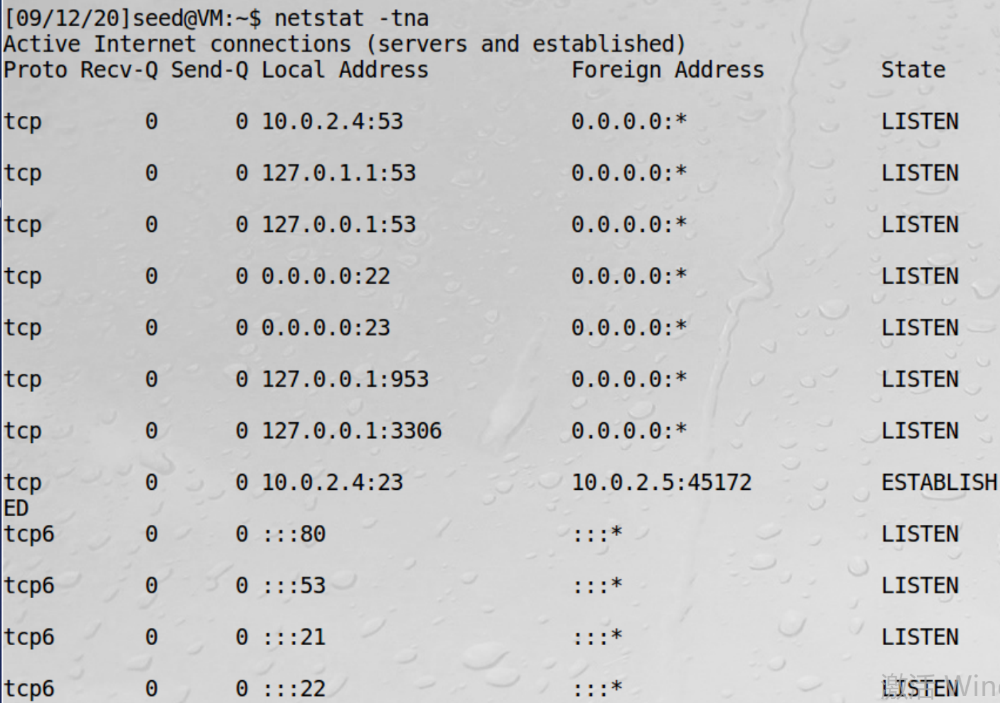 [09/12/20]seed@VM:~$ netstat -tna
Active Internet connections (servers and established)
Proto Recv-Q Send-Q Local Address           Foreign Address         State
tcp        0      0 10.0.2.4:53             0.0.0.0:*               LISTEN
tcp        0      0 127.0.1.1:53            0.0.0.0:*               LISTEN
tcp        0      0 127.0.0.1:53            0.0.0.0:*               LISTEN
tcp        0      0 0.0.0.0:22              0.0.0.0:*               LISTEN
tcp        0      0 0.0.0.0:23              0.0.0.0:*               LISTEN
tcp        0      0 127.0.0.1:953           0.0.0.0:*               LISTEN
tcp        0      0 127.0.0.1:3306          0.0.0.0:*               LISTEN
tcp        0      0 10.0.2.4:23             10.0.2.5:45172          ESTABLISH
ED
tcp6       0      0 :::80                   :::*                    LISTEN
tcp6       0      0 :::53                   :::*                    LISTEN
tcp6       0      0 :::21                   :::*                    LISTEN
tcp6       0      0 :::22                   :::*                    LISTEN
激活 Win